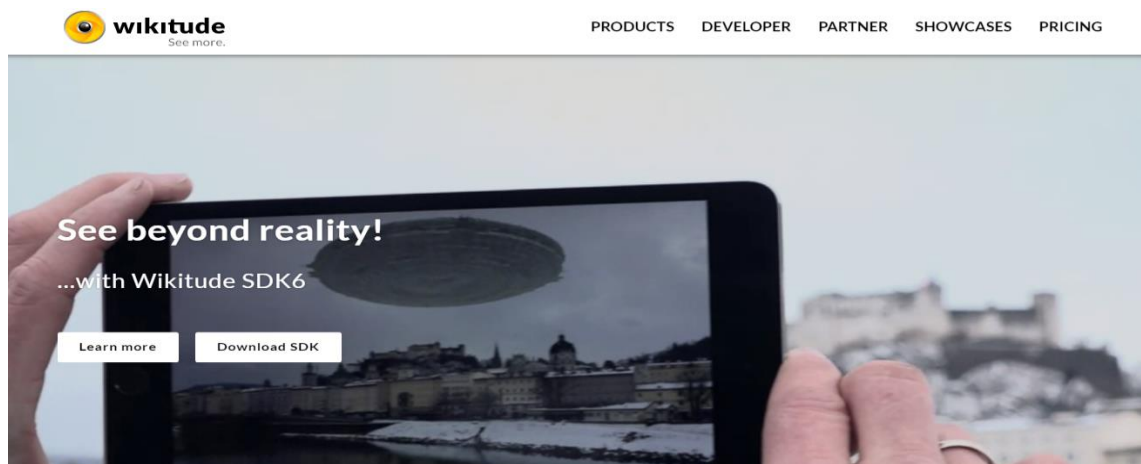 wikitude
See more.
PRODUCTS DEVELOPER PARTNER SHOWCASES PRICING
See beyond reality!
...with Wikitude SDK6
Learn more Download SDK